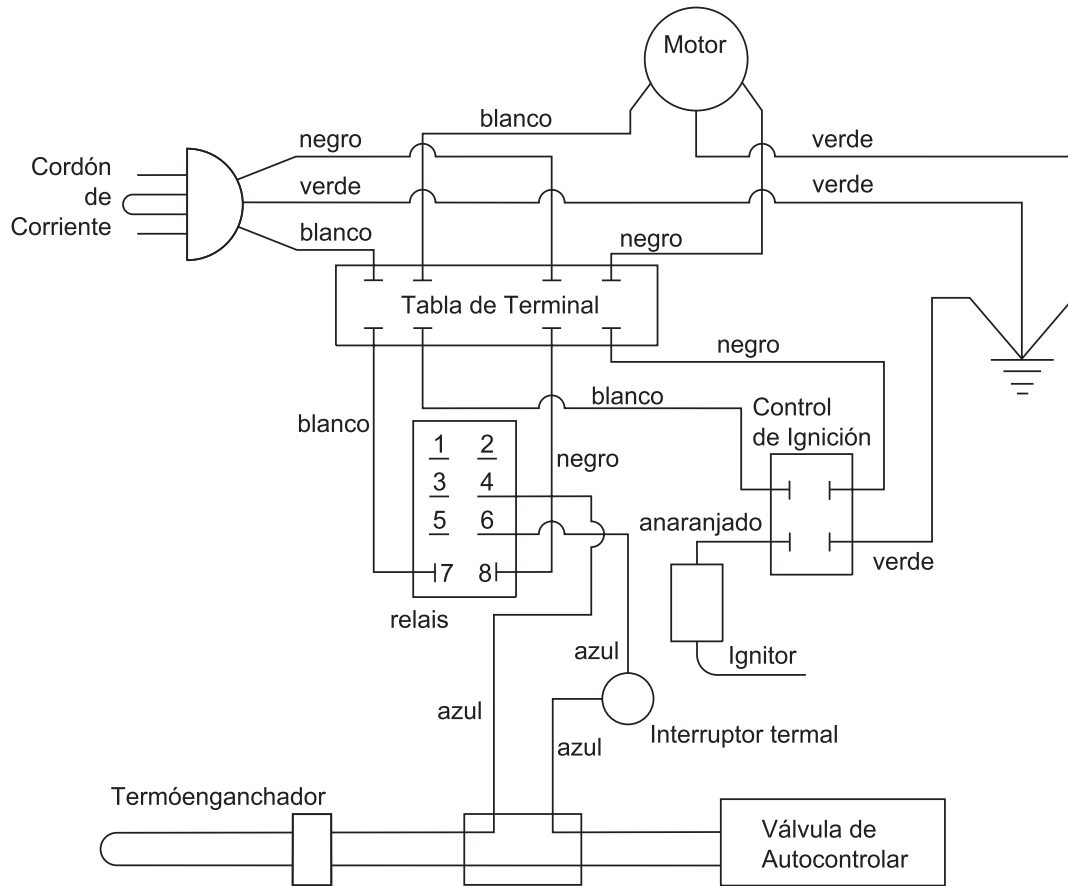 Motor
blanco
negro
verde
Cordón
de
Corriente
verde
verde
blanco
negro
Tabla de Terminal
negro
blanco
Control
de Ignición
blanco
1 2
negro
3 4
5 6
anaranjado
verde
7 8
relais
azul
Ignitor
azul
Interruptor termal
azul
Termóenganchador
Válvula de
Autocontrolar